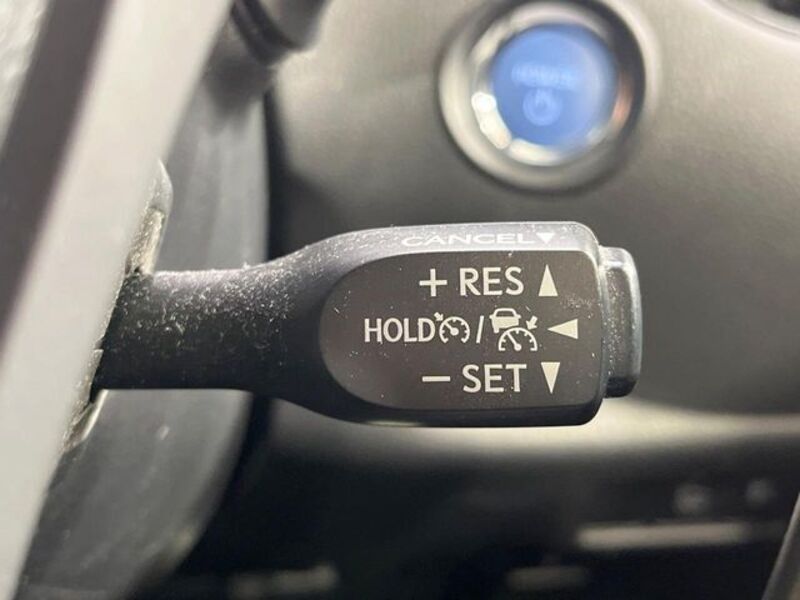 CANCEL▼
+ RES ▲
HOLD / ◀
− SET ▼